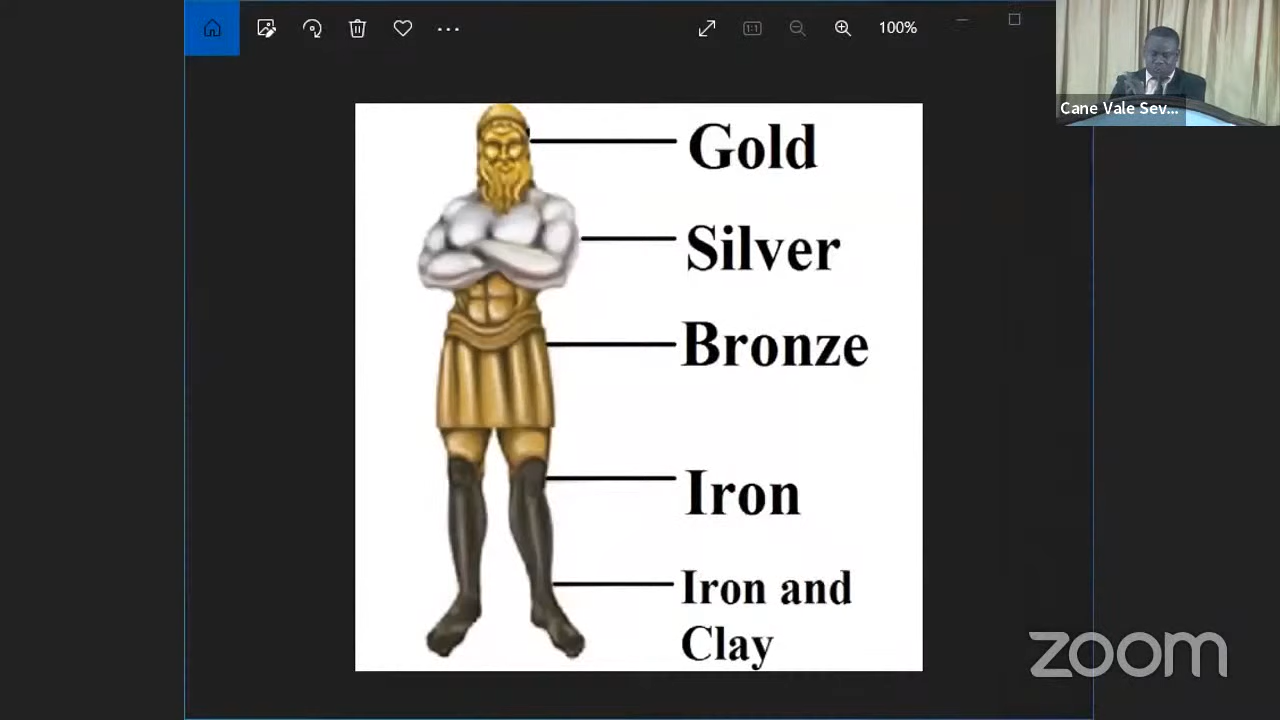 100%
Cane Vale Sev...
Gold
Silver
Bronze
Iron
Iron and
Clay
zoom